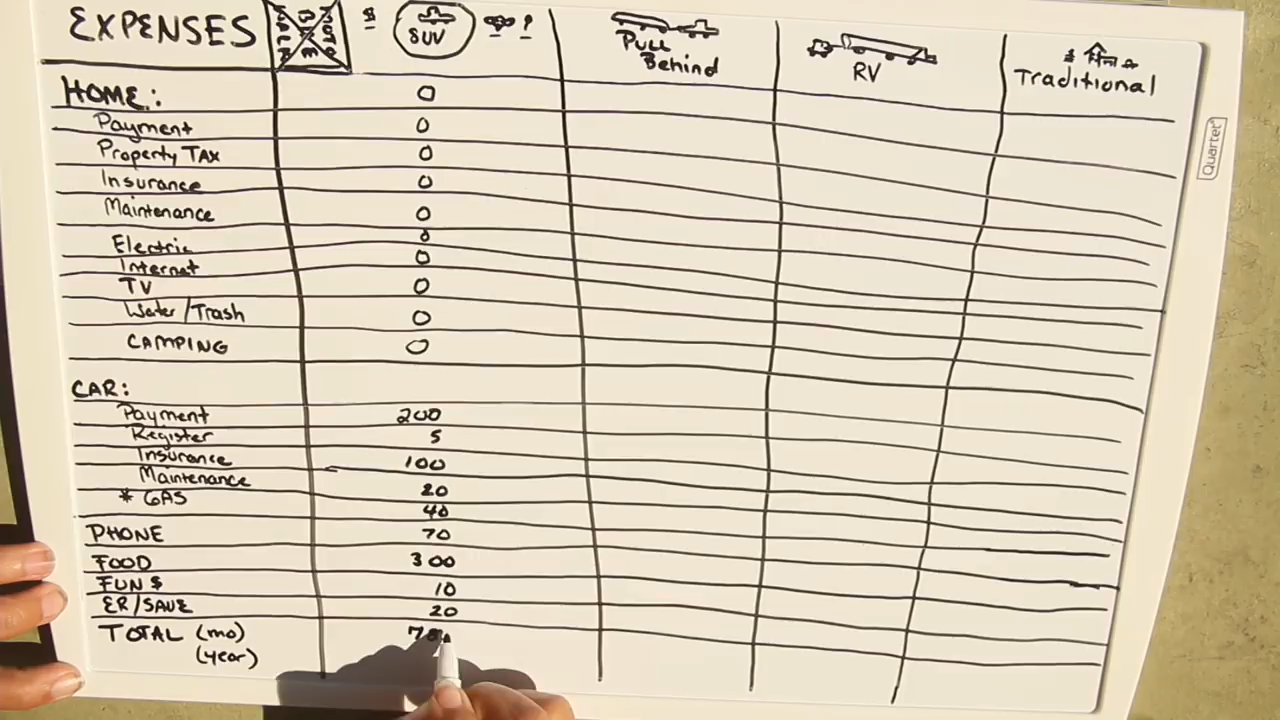 EXPENSES $ SUV ? Pull Behind RV Traditional
HOME: 0
Payment 0
Property TAX 0
Insurance 0
Maintenance 0
Electric 0
Internet 0
TV 0
Water/Trash 0
CAMPING 0
CAR:
Payment 200
Register 5
Insurance 100
Maintenance 20
* GAS 40
PHONE 70
FOOD 300
FUN $ 10
ER/SAVE 20
TOTAL (mo)
(year)
Quartet